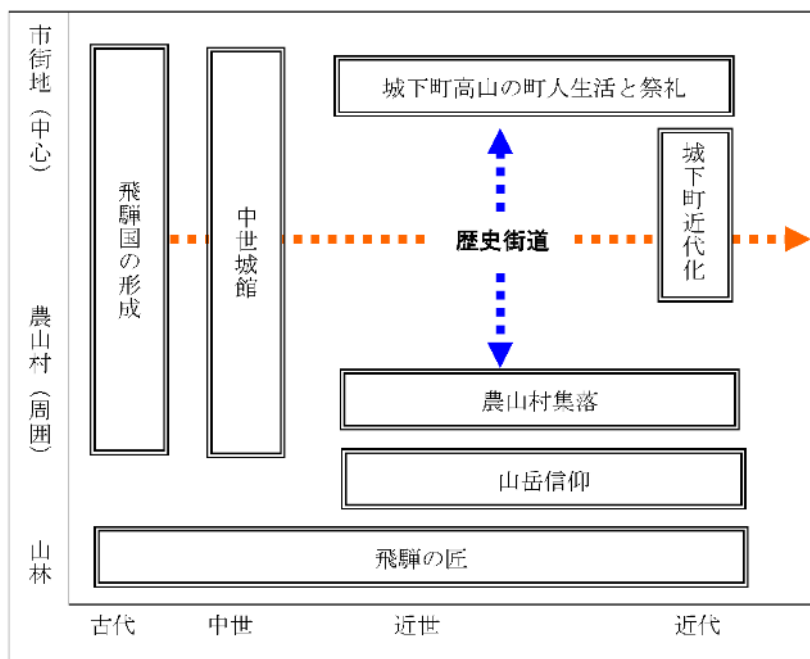 市街地（中心）
農山村（周囲）
山林
飛騨国の形成
中世城館
城下町高山の町人生活と祭礼
城下町近代化
歴史街道
農山村集落
山岳信仰
飛騨の匠
古代
中世
近世
近代